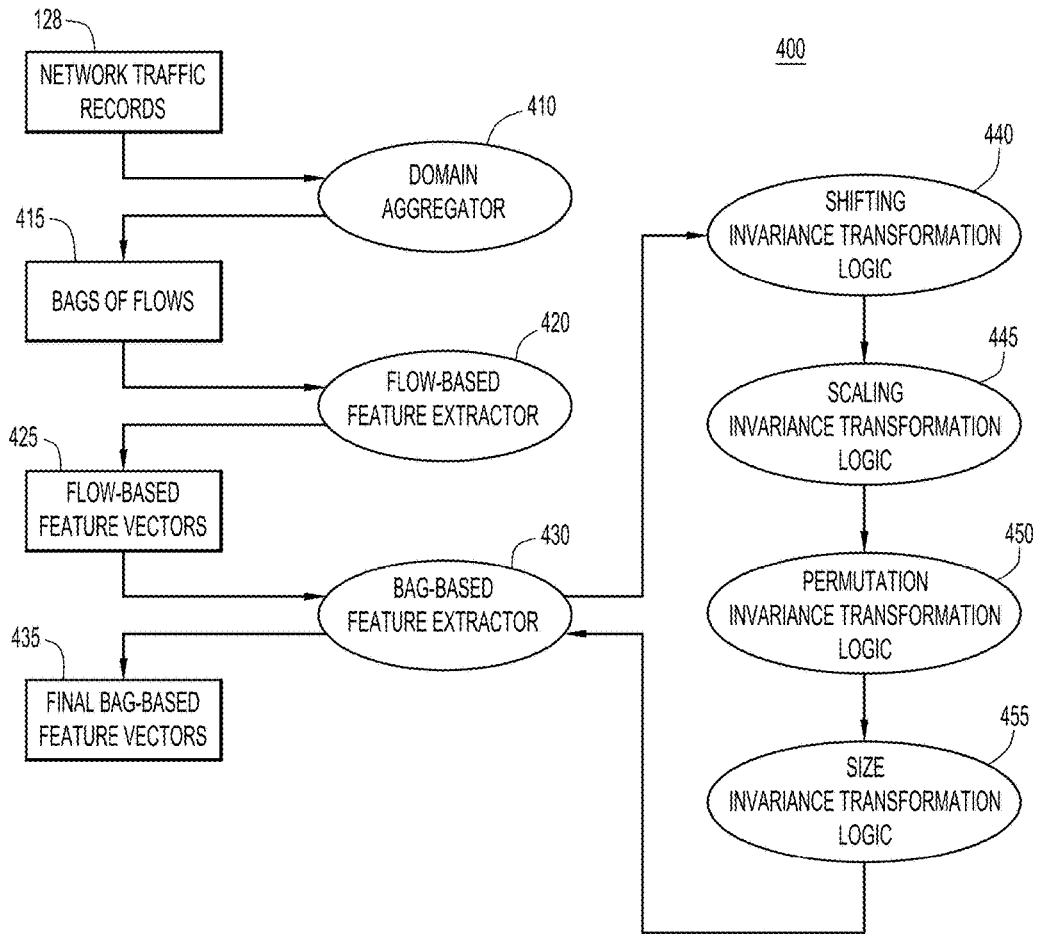 128
NETWORK TRAFFIC
RECORDS
400
410
DOMAIN
AGGREGATOR
415
BAGS OF FLOWS
420
FLOW-BASED
FEATURE EXTRACTOR
425
FLOW-BASED
FEATURE VECTORS
430
BAG-BASED
FEATURE EXTRACTOR
435
FINAL BAG-BASED
FEATURE VECTORS
440
SHIFTING
INVARIANCE TRANSFORMATION
LOGIC
445
SCALING
INVARIANCE TRANSFORMATION
LOGIC
450
PERMUTATION
INVARIANCE TRANSFORMATION
LOGIC
455
SIZE
INVARIANCE TRANSFORMATION
LOGIC